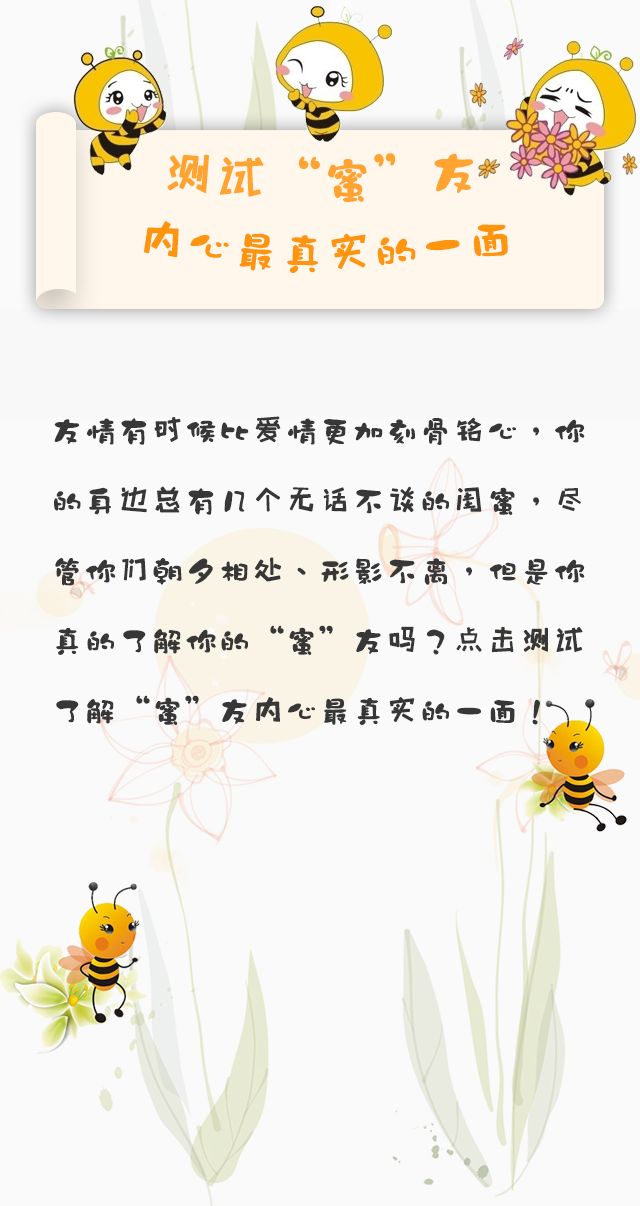 测试“蜜”友
内心最真实的一面
友情有时候比爱情更加刻骨铭心，你
的身边总有几个无话不谈的闺蜜，尽
管你们朝夕相处、形影不离，但是你
真的了解你的“蜜”友吗？点击测试
了解“蜜”友内心最真实的一面！